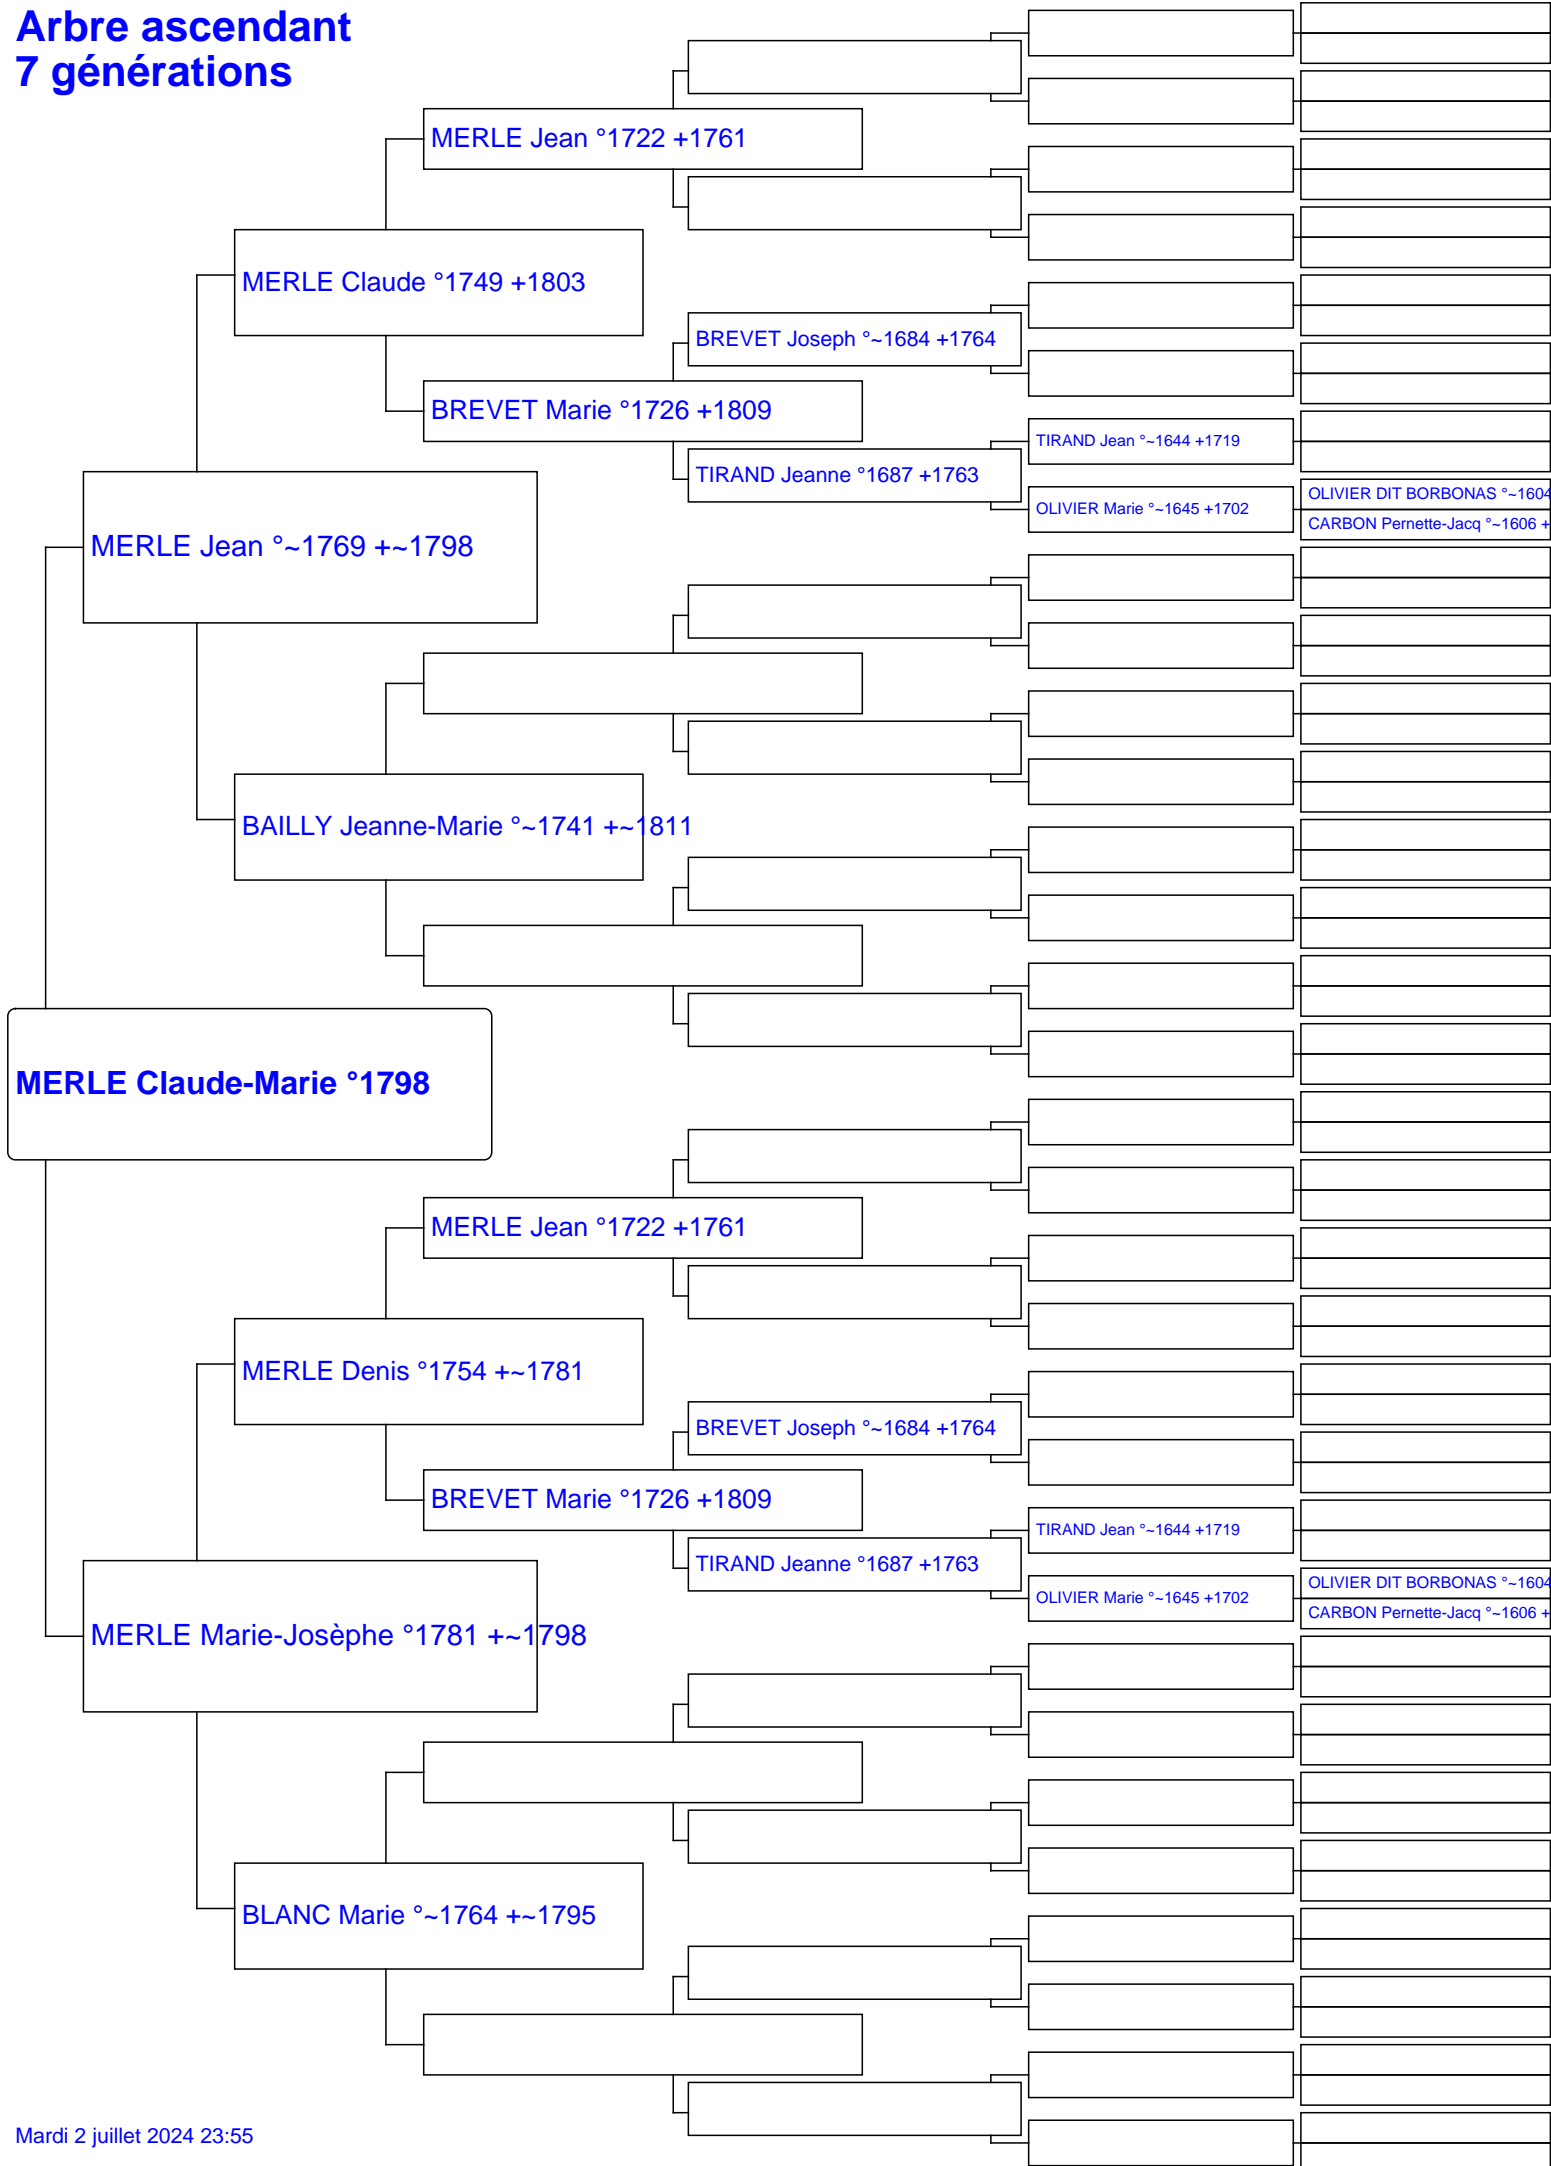 Arbre ascendant
7 générations
MERLE Jean °1722 +1761
MERLE Claude °1749 +1803
BREVET Joseph °~1684 +1764
BREVET Marie °1726 +1809
TIRAND Jean °~1644 +1719
TIRAND Jeanne °1687 +1763
OLIVIER DIT BORBONAS °~1604
OLIVIER Marie °~1645 +1702
CARBON Pernette-Jacq °~1606 +
MERLE Jean °~1769 +~1798
BAILLY Jeanne-Marie °~1741 +~1811
MERLE Claude-Marie °1798
MERLE Jean °1722 +1761
MERLE Denis °1754 +~1781
BREVET Joseph °~1684 +1764
BREVET Marie °1726 +1809
TIRAND Jean °~1644 +1719
TIRAND Jeanne °1687 +1763
OLIVIER DIT BORBONAS °~1604
OLIVIER Marie °~1645 +1702
CARBON Pernette-Jacq °~1606 +
MERLE Marie-Josèphe °1781 +~1798
BLANC Marie °~1764 +~1795
Mardi 2 juillet 2024 23:55